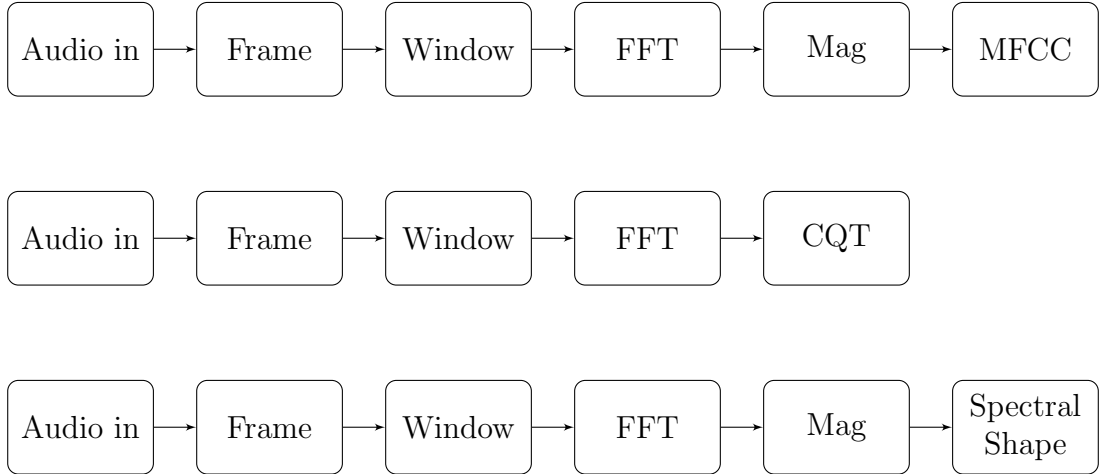 Audio in Frame Window FFT Mag MFCC
Audio in Frame Window FFT CQT
Audio in Frame Window FFT Mag Spectral
Shape